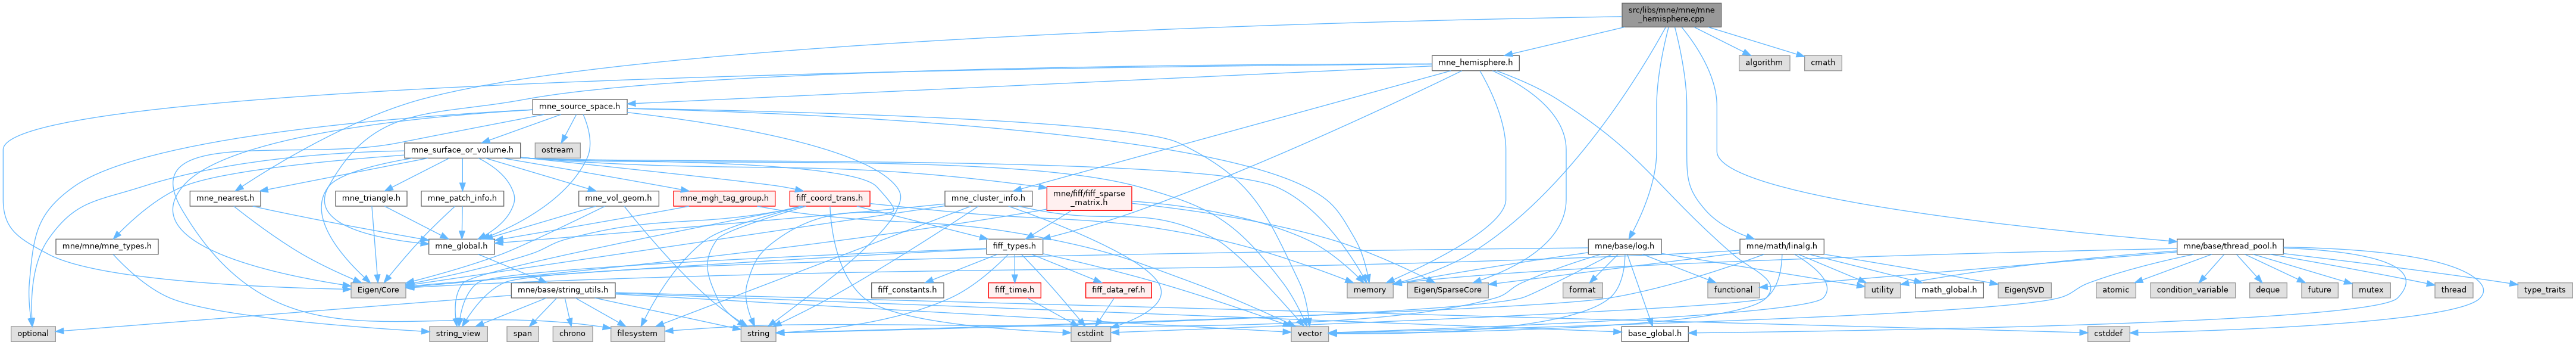 src/libs/mne/mne/mne
_hemisphere.cpp
mne_hemisphere.h
algorithm
cmath
mne_source_space.h
mne_surface_or_volume.h
ostream
mne_nearest.h
mne_triangle.h
mne_patch_info.h
mne_vol_geom.h
mne_mgh_tag_group.h
fiff_coord_trans.h
mne_cluster_info.h
mne/fiff/fiff_sparse
_matrix.h
mne/mne/mne_types.h
mne_global.h
fiff_types.h
mne/base/log.h
mne/math/linalg.h
mne/base/thread_pool.h
Eigen/Core
mne/base/string_utils.h
fiff_constants.h
fiff_time.h
fiff_data_ref.h
memory
Eigen/SparseCore
format
functional
utility
math_global.h
Eigen/SVD
atomic
condition_variable
deque
future
mutex
thread
type_traits
optional
string_view
span
chrono
filesystem
string
cstdint
vector
base_global.h
cstddef